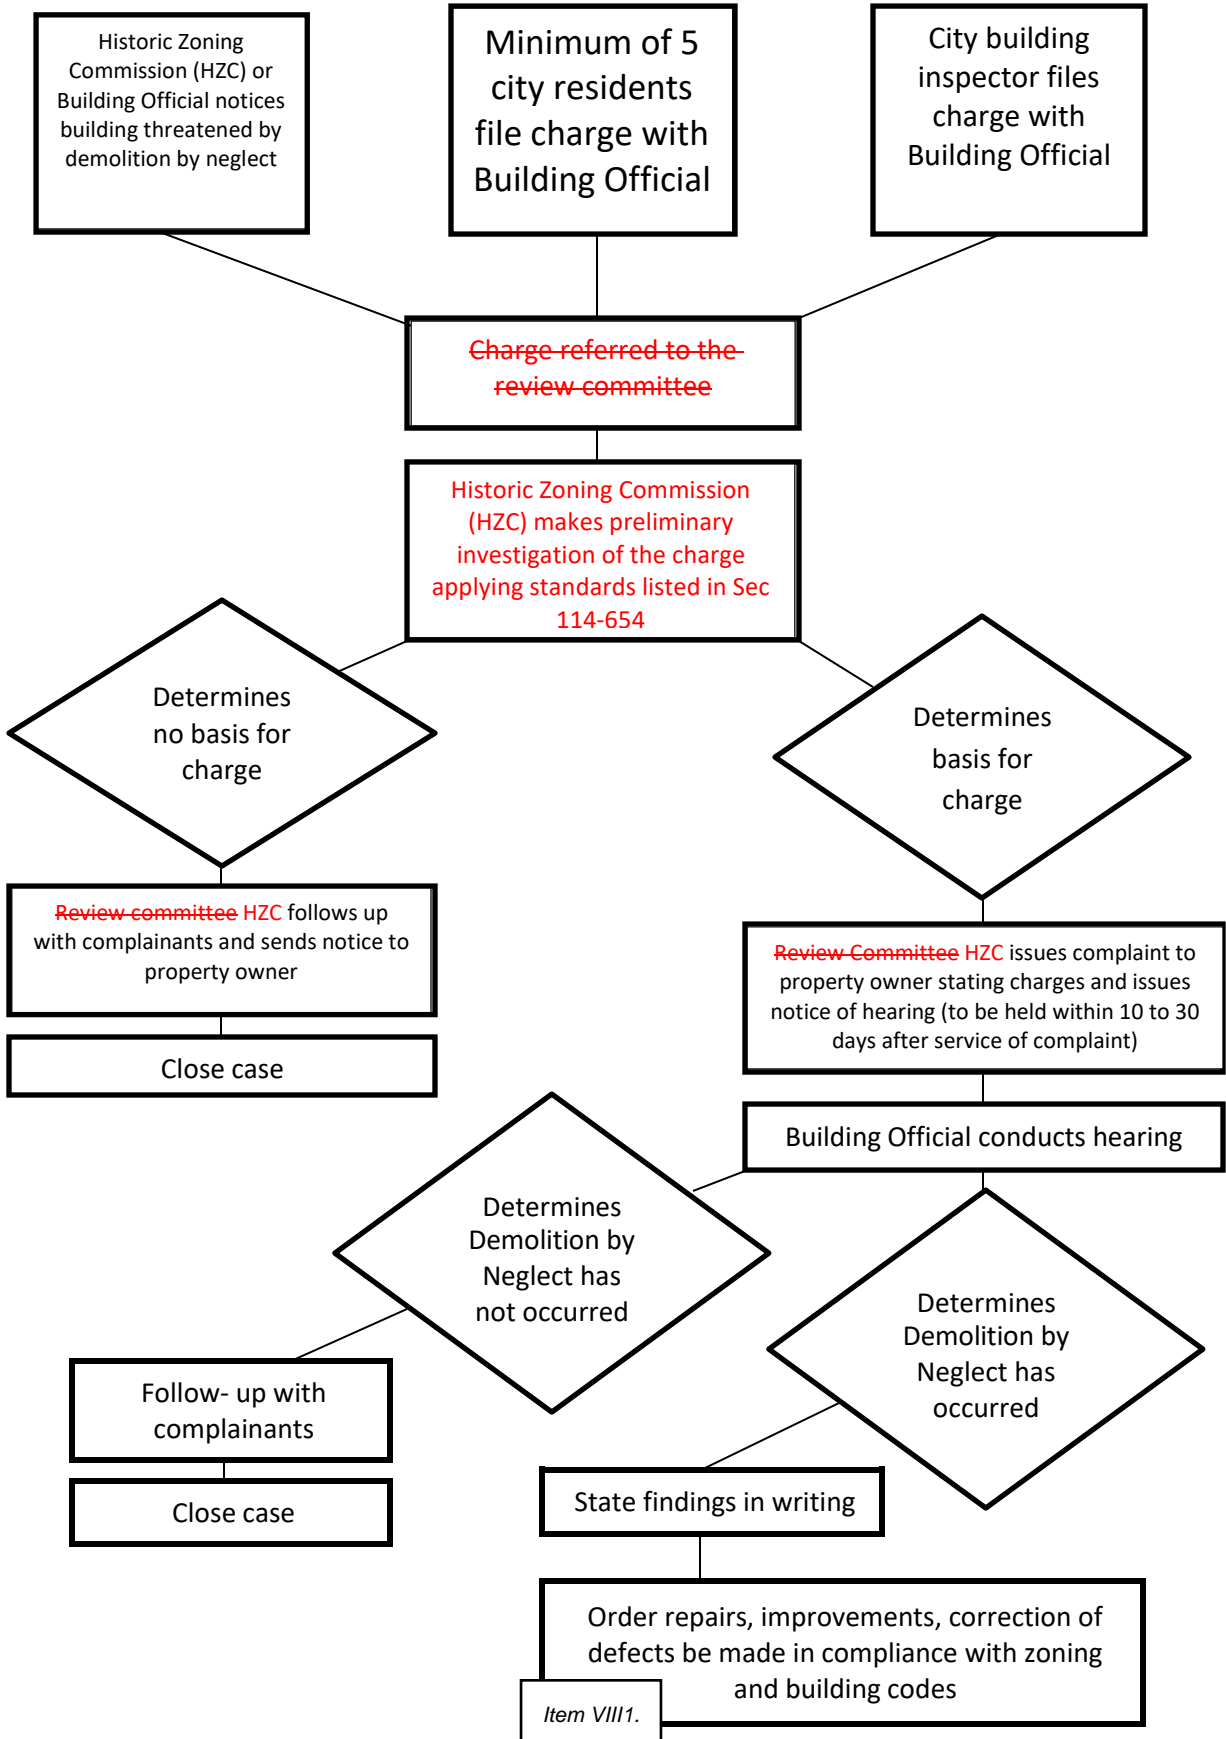 Historic Zoning
Commission (HZC) or
Building Official notices
building threatened by
demolition by neglect
Minimum of 5
city residents
file charge with
Building Official
City building
inspector files
charge with
Building Official
Charge referred to the
review committee
Historic Zoning Commission
(HZC) makes preliminary
investigation of the charge
applying standards listed in Sec
114-654
Determines
no basis for
charge
Determines
basis for
charge
Review committee HZC follows up
with complainants and sends notice to
property owner
Close case
Review Committee HZC issues complaint to
property owner stating charges and issues
notice of hearing (to be held within 10 to 30
days after service of complaint)
Building Official conducts hearing
Determines
Demolition by
Neglect has
not occurred
Determines
Demolition by
Neglect has
occurred
Follow- up with
complainants
Close case
State findings in writing
Order repairs, improvements, correction of
defects be made in compliance with zoning
and building codes
Item VIII1.